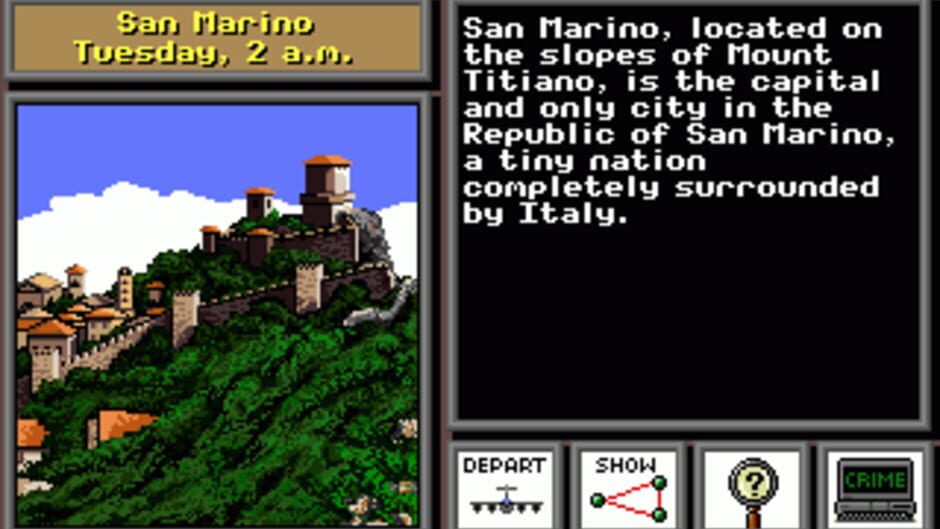 San Marino
Tuesday, 2 a.m.
San Marino, located on
the slopes of Mount
Titiano, is the capital
and only city in the
Republic of San Marino,
a tiny nation
completely surrounded
by Italy.
DEPART
SHOW
?
CRIME